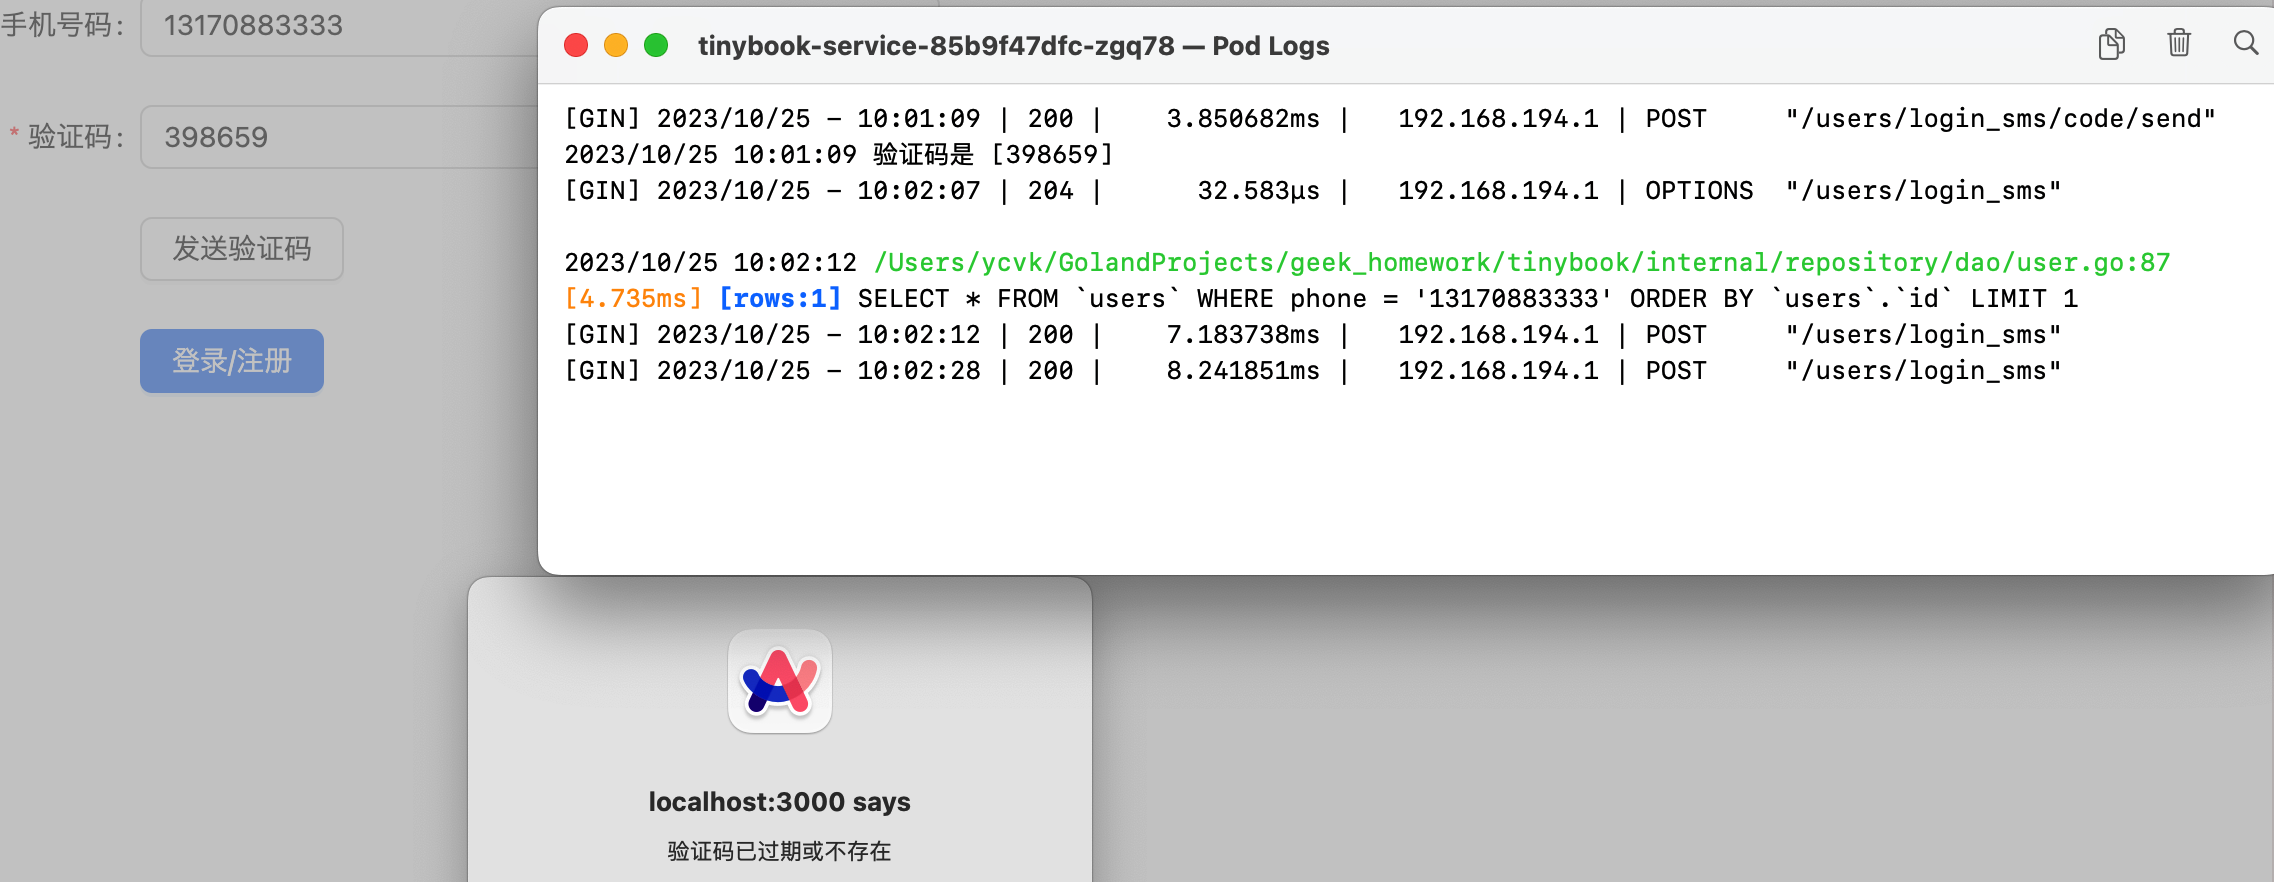 手机号码: 13170883333
* 验证码: 398659
发送验证码
登录/注册
tinybook-service-85b9f47dfc-zgq78 — Pod Logs
[GIN] 2023/10/25 - 10:01:09 | 200 | 3.850682ms | 192.168.194.1 | POST "/users/login_sms/code/send"
2023/10/25 10:01:09 验证码是 [398659]
[GIN] 2023/10/25 - 10:02:07 | 204 | 32.583µs | 192.168.194.1 | OPTIONS "/users/login_sms"
2023/10/25 10:02:12 /Users/ycvk/GolandProjects/geek_homework/tinybook/internal/repository/dao/user.go:87
[4.735ms] [rows:1] SELECT * FROM `users` WHERE phone = '13170883333' ORDER BY `users`.`id` LIMIT 1
[GIN] 2023/10/25 - 10:02:12 | 200 | 7.183738ms | 192.168.194.1 | POST "/users/login_sms"
[GIN] 2023/10/25 - 10:02:28 | 200 | 8.241851ms | 192.168.194.1 | POST "/users/login_sms"
localhost:3000 says
验证码已过期或不存在